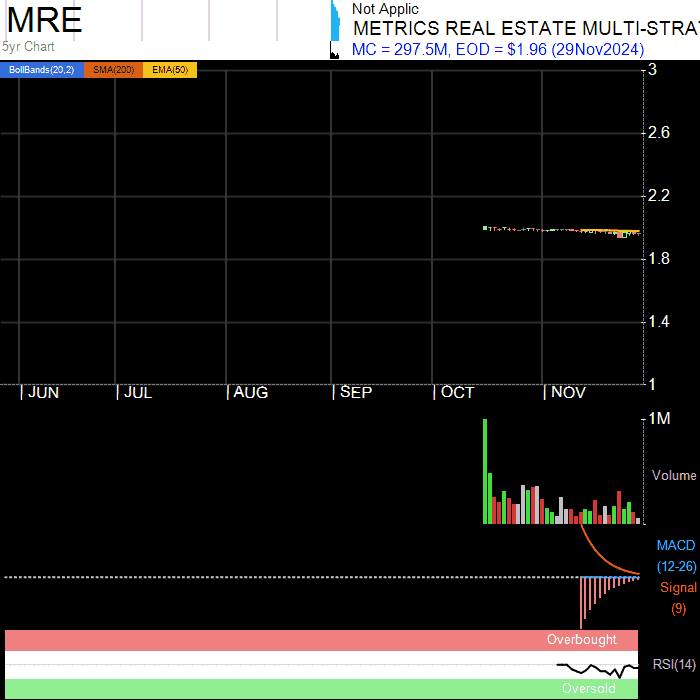 MRE
Not Applic
5yr Chart
METRICS REAL ESTATE MULTI-STRA
MC = 297.5M, EOD = $1.96 (29Nov2024)
BollBands(20,2) SMA(200) EMA(50)
3
2.6
2.2
1.8
1.4
1
JUN JUL AUG SEP OCT NOV
1M
Volume
MACD
(12-26)
Signal
(9)
Overbought
RSI(14)
Oversold